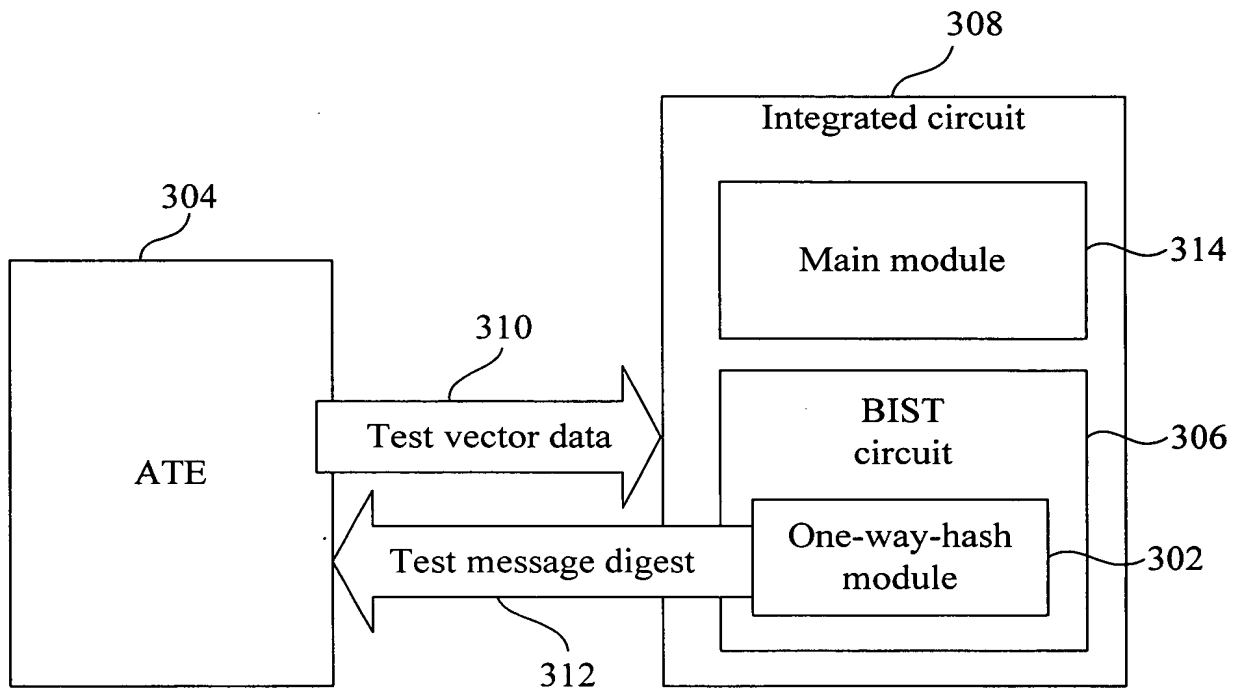 308
Integrated circuit
304
Main module
314
310
BIST
circuit
306
Test vector data
ATE
One-way-hash
module
302
Test message digest
312